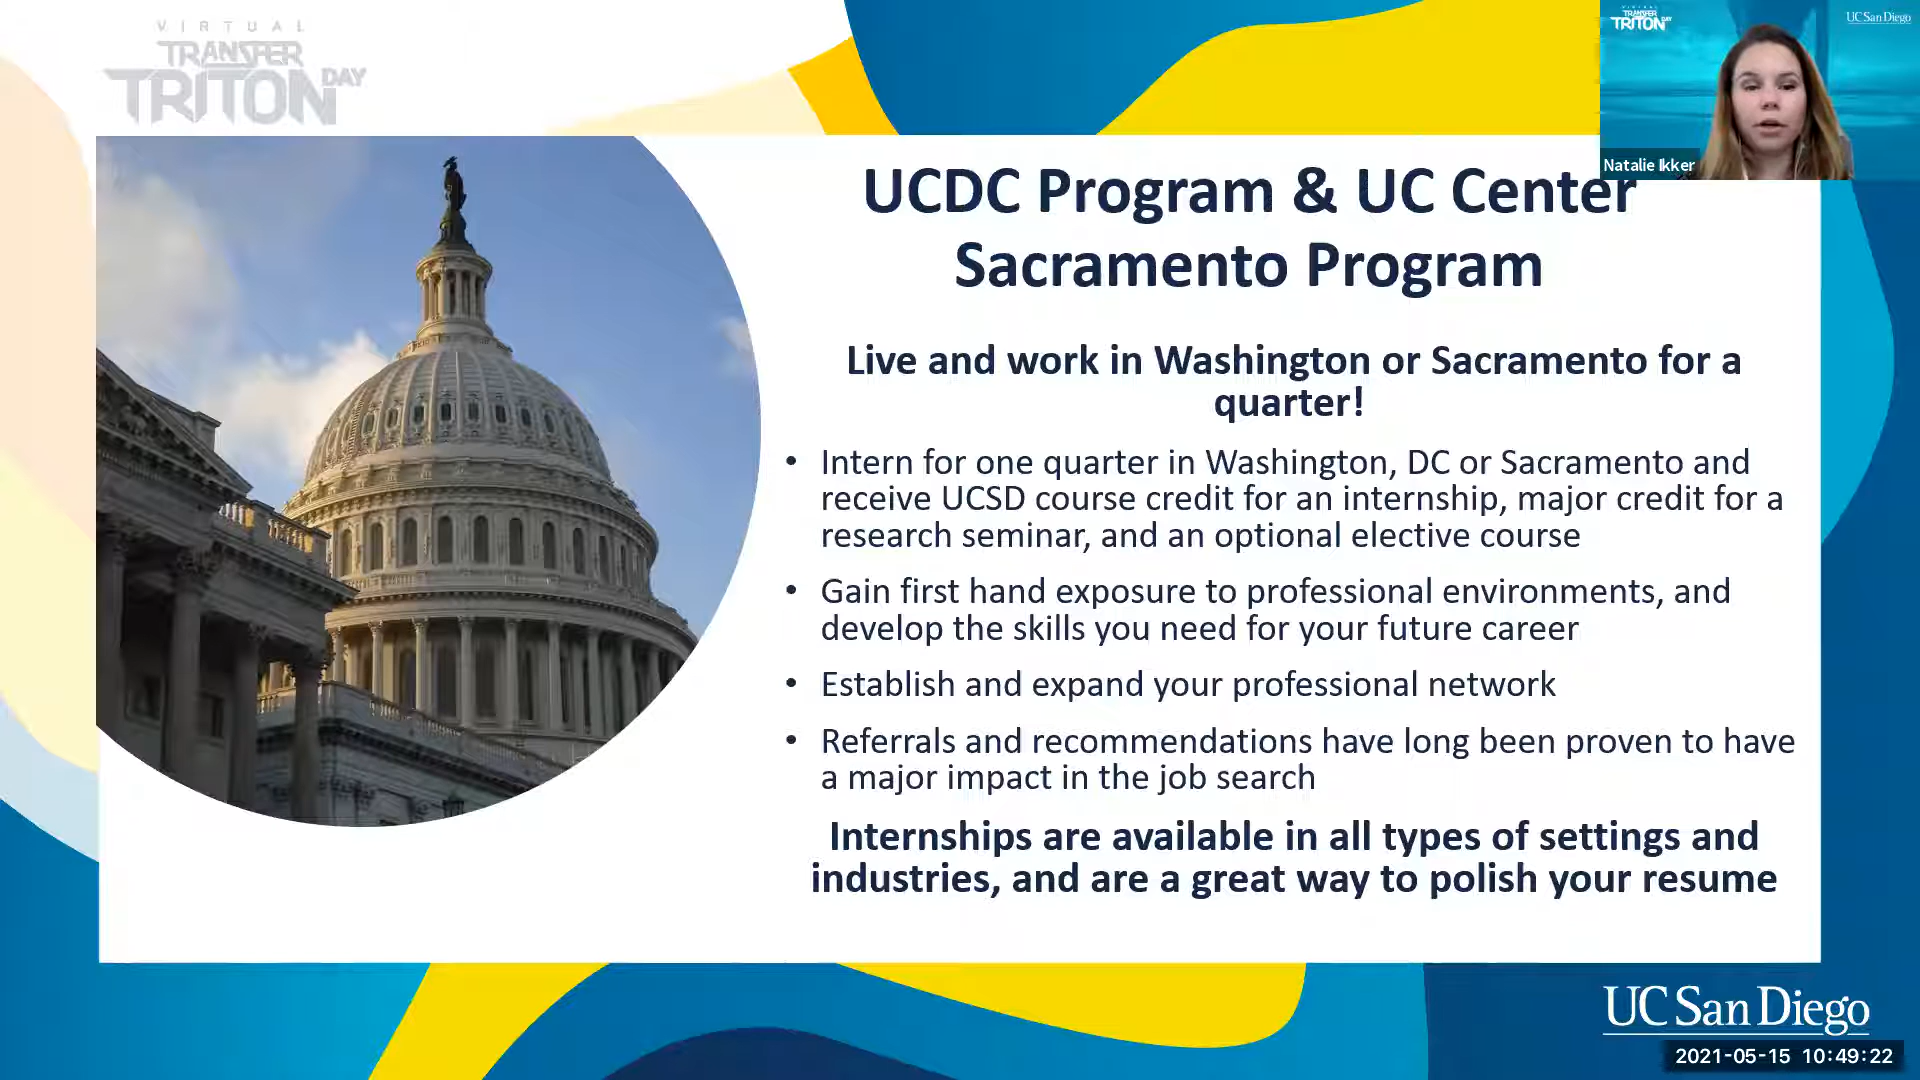 VIRTUAL
TRANSFER
TRITON DAY
VIRTUAL
TRANSFER
TRITON DAY
UC San Diego
Natalie Ikker
UCDC Program & UC Center
Sacramento Program
Live and work in Washington or Sacramento for a
quarter!
• Intern for one quarter in Washington, DC or Sacramento and
receive UCSD course credit for an internship, major credit for a
research seminar, and an optional elective course
• Gain first hand exposure to professional environments, and
develop the skills you need for your future career
• Establish and expand your professional network
• Referrals and recommendations have long been proven to have
a major impact in the job search
Internships are available in all types of settings and
industries, and are a great way to polish your resume
UC San Diego
2021-05-15 10:49:22